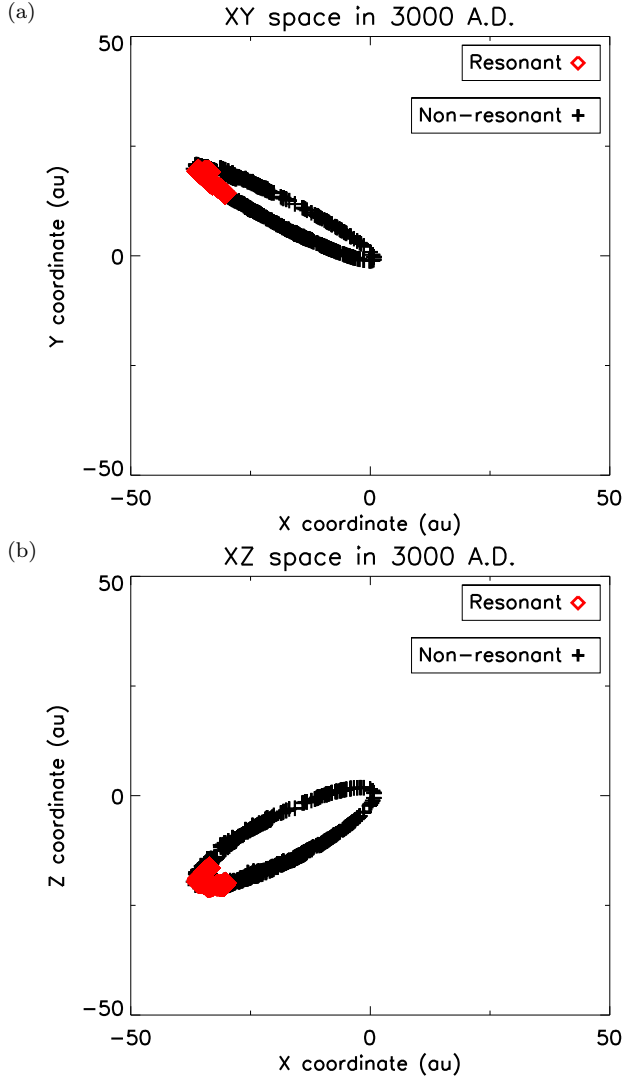 (a)
XY space in 3000 A.D.
50
Resonant
Non-resonant
Y coordinate (au)
0
-50
-50 0 50
X coordinate (au)
(b)
XZ space in 3000 A.D.
50
Resonant
Non-resonant
Z coordinate (au)
0
-50
-50 0 50
X coordinate (au)